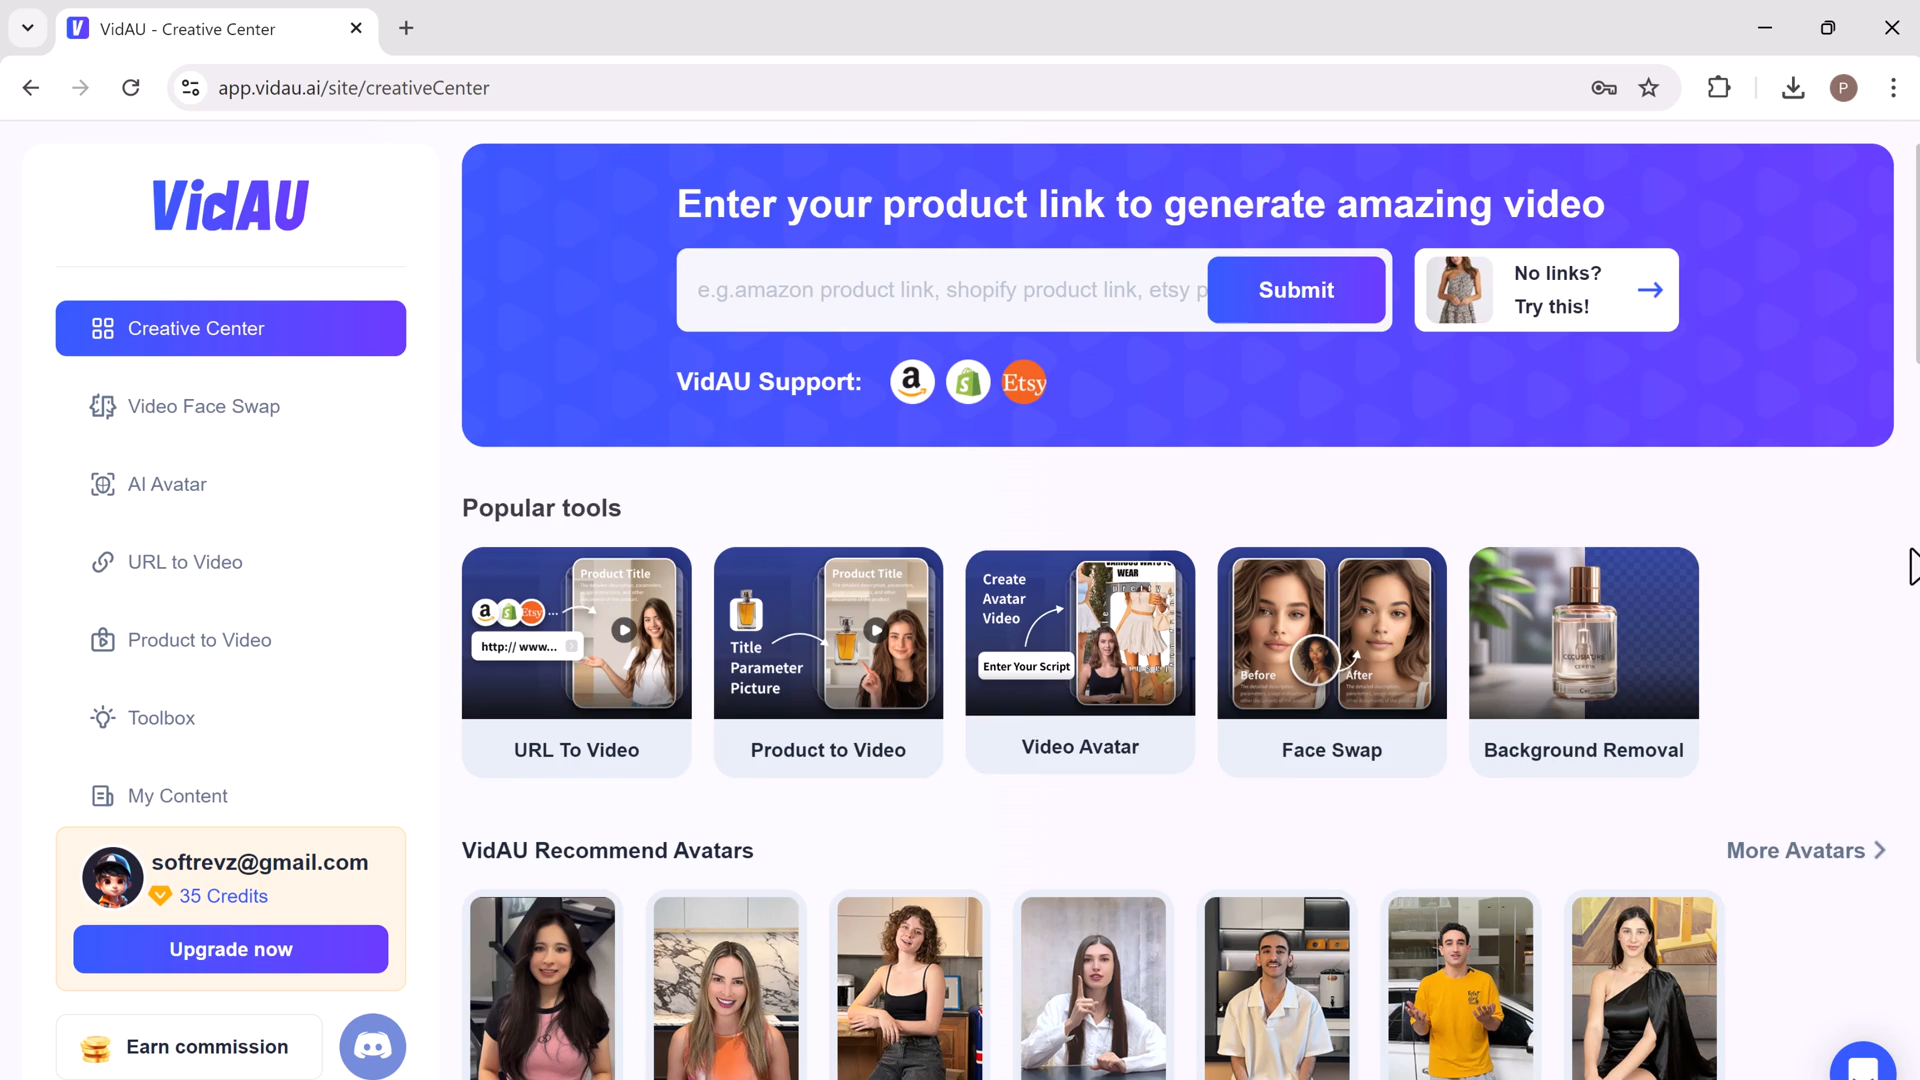 VidAU - Creative Center
app.vidau.ai/site/creativeCenter
P
VidAU
Creative Center
Video Face Swap
AI Avatar
URL to Video
Product to Video
Toolbox
My Content
softrevz@gmail.com
35 Credits
Upgrade now
Earn commission
Enter your product link to generate amazing video
e.g.amazon product link, shopify product link, etsy p
Submit
No links?
Try this!
VidAU Support:
Etsy
Popular tools
Product Title
Etsy
...
http:// www...
URL To Video
Product Title
Title
Parameter
Picture
Product to Video
Create
Avatar
Video
Enter Your Script
WEAR
Video Avatar
Before
After
Face Swap
Background Removal
VidAU Recommend Avatars
More Avatars